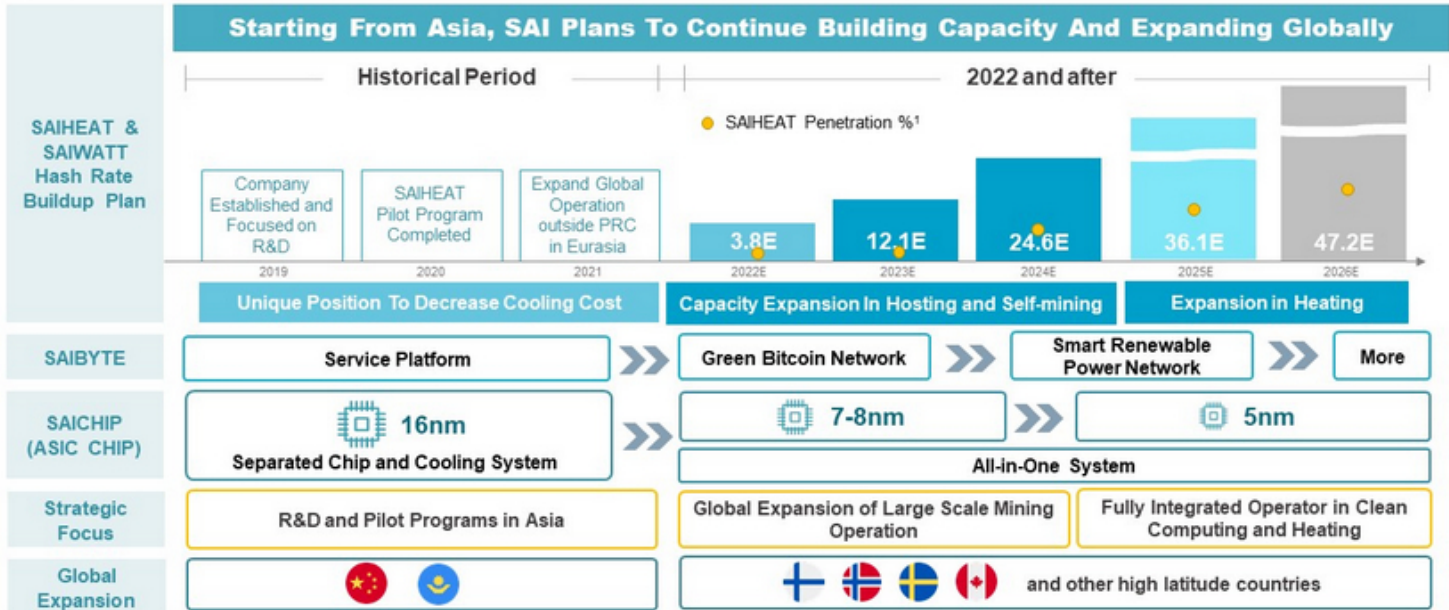 Starting From Asia, SAI Plans To Continue Building Capacity And Expanding Globally
SAIHEAT &
SAIWATT
Hash Rate
Buildup Plan
Historical Period
2022 and after
SAIHEAT Penetration %¹
Company
Established and
Focused on
R&D
SAIHEAT
Pilot Program
Completed
Expand Global
Operation
outside PRC
in Eurasia
3.8E
12.1E
24.6E
36.1E
47.2E
2019
2020
2021
2022E
2023E
2024E
2025E
2026E
Unique Position To Decrease Cooling Cost
Capacity Expansion In Hosting and Self-mining
Expansion in Heating
SAIBYTE
Service Platform
Green Bitcoin Network
Smart Renewable
Power Network
More
SAICHIP
(ASIC CHIP)
16nm
Separated Chip and Cooling System
7-8nm
5nm
All-in-One System
Strategic
Focus
R&D and Pilot Programs in Asia
Global Expansion of Large Scale Mining
Operation
Fully Integrated Operator in Clean
Computing and Heating
Global
Expansion
and other high latitude countries